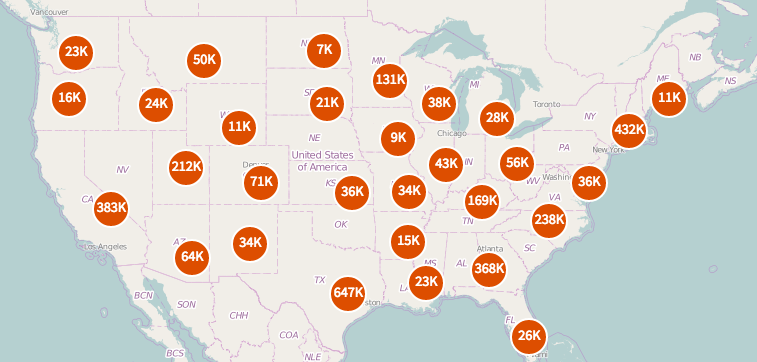 Vancouver
NB
NS
23K
50K
7K
MN
131K
ME
11K
MI
Toronto
16K
24K
21K
38K
28K
NY
432K
11K
9K
Chicago
NE
PA
New York
United States
of America
NV
212K
71K
KS
36K
34K
43K
IN
56K
WV
36K
VA
CA
383K
169K
238K
TN
OK
15K
34K
AZ
64K
Atlanta
SC
Los Angeles
MS
AL
368K
23K
TX
647K
BCN
SON
CHH
COA
FL
26K
BCS
NLE